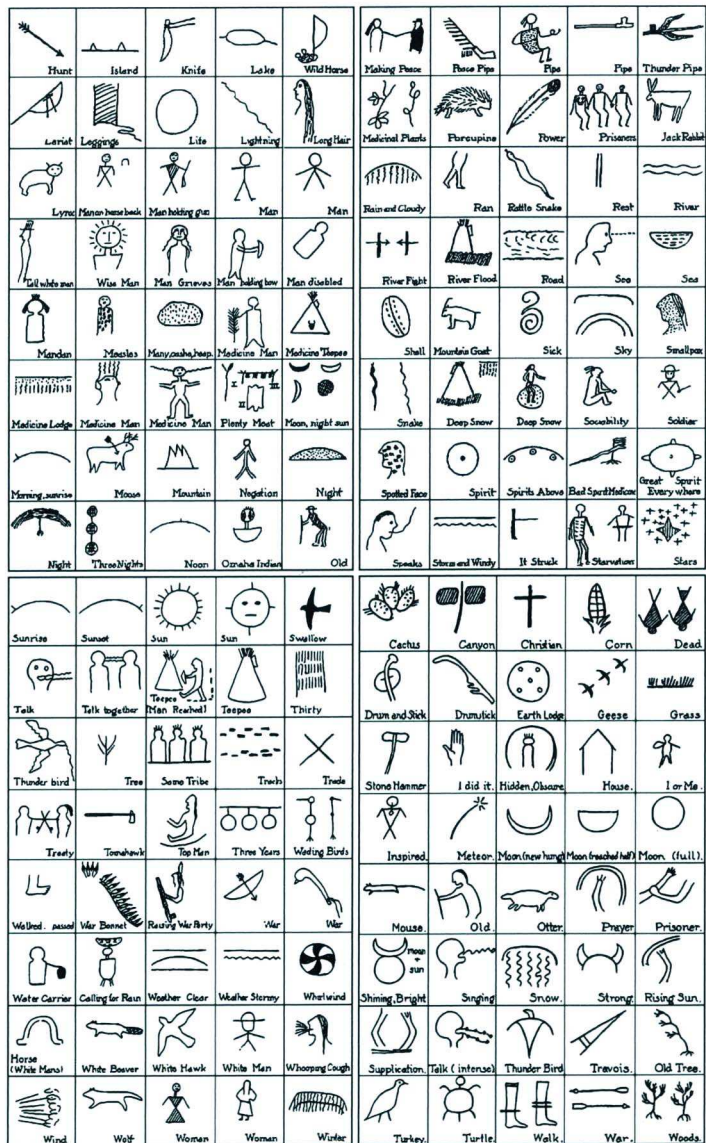 Hunt Island Knife Lake Wild Horse
Lariat Leggings Life Lightning Long Hair
Lynx Man on horse back Man holding gun Man Man
Tall white man Wise Man Man Grieves Man holding bow Man disabled
Mandan Measles Many, cache, heap. Medicine Man Medicine Teepee
Medicine Lodge Medicine Man Medicine Man Plenty Meat Moon, night sun
I II III
Morning, sunrise Moose Mountain Negation Night
Night Three Nights Noon Omaha Indian Old
Making Peace Peace Pipe Pipe Pipe Thunder Pipe
Medicinal Plants Porcupine Power Prisoners Jack Rabbit
Rain and Cloudy Ran Rattle Snake Rest River
River Fight River Flood Road See Sea
Shell Mountain Goat Sick Sky Smallpox
Snake Deep Snow Deep Snow Sociability Soldier
Spotted Face Spirit Spirits Above Bad Spirit Medicine Great Spirit Everywhere
Speaks Storm and Windy It Struck Starvation Stars
Sunrise Sunset Sun Sun Swallow
Talk Talk together Teepee (Man Reached) Teepee Thirty
Thunder bird Tree Same Tribe Tracks Trade
Treaty Tomahawk Top Man Three Years Wading Birds
Walked, passed War Bonnet Raising War Party War War
Water Carrier Calling for Rain Weather Clear Weather Stormy Whirlwind
Horse (White Mans) White Beaver White Hawk White Man Whooping Cough
Wind Wolf Woman Woman Winter
Cactus Canyon Christian Corn Dead
Drum and Stick Drumstick Earth Lodge Geese Grass
Stone Hammer I did it. Hidden, Obscure House. I or Me.
Inspired. Meteor. Moon (new hung) Moon (reached half) Moon (full).
Mouse. Old. Otter. Prayer Prisoner.
moon + sun
Shining, Bright Singing Snow. Strong. Rising Sun.
Supplication. Talk (intense) Thunder Bird Travois. Old Tree.
Turkey. Turtle. Walk. War. Woods.